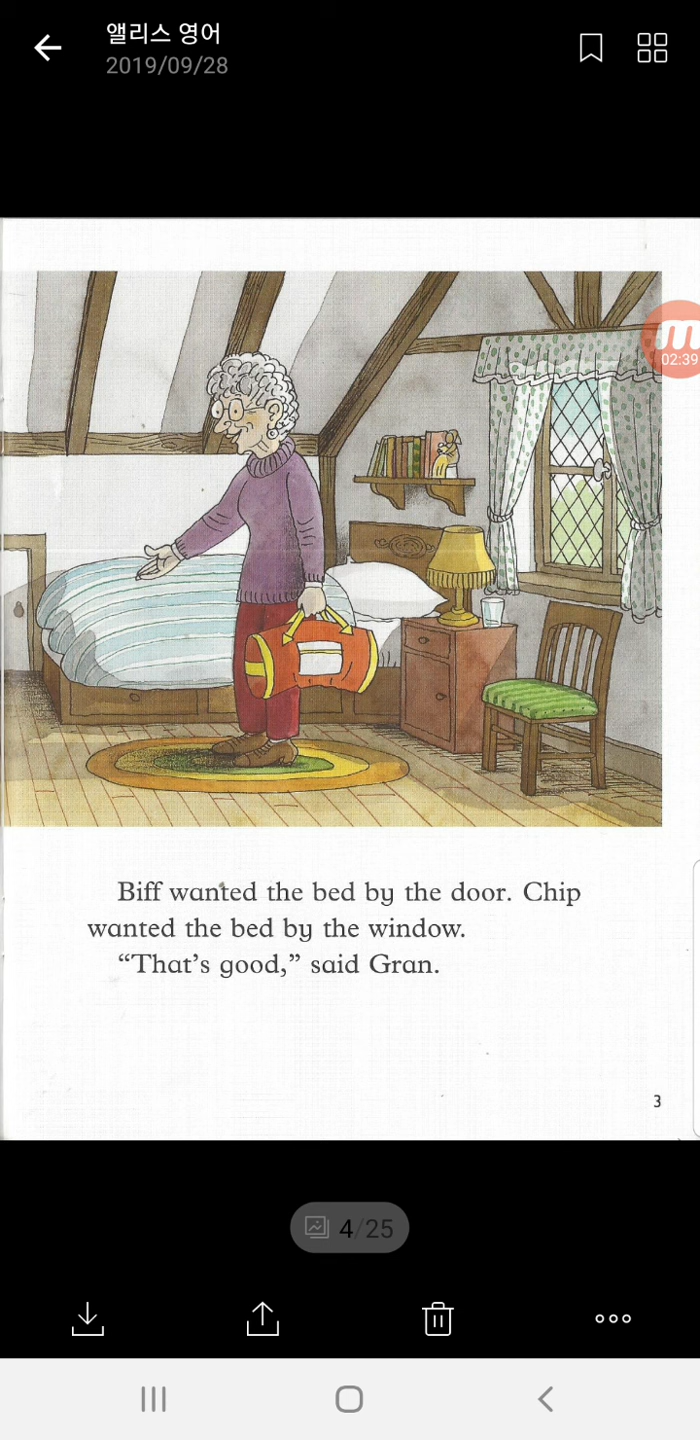 앨리스 영어
2019/09/28
m
02:39
Biff wanted the bed by the door. Chip
wanted the bed by the window.
“That’s good,” said Gran.
3
4/25